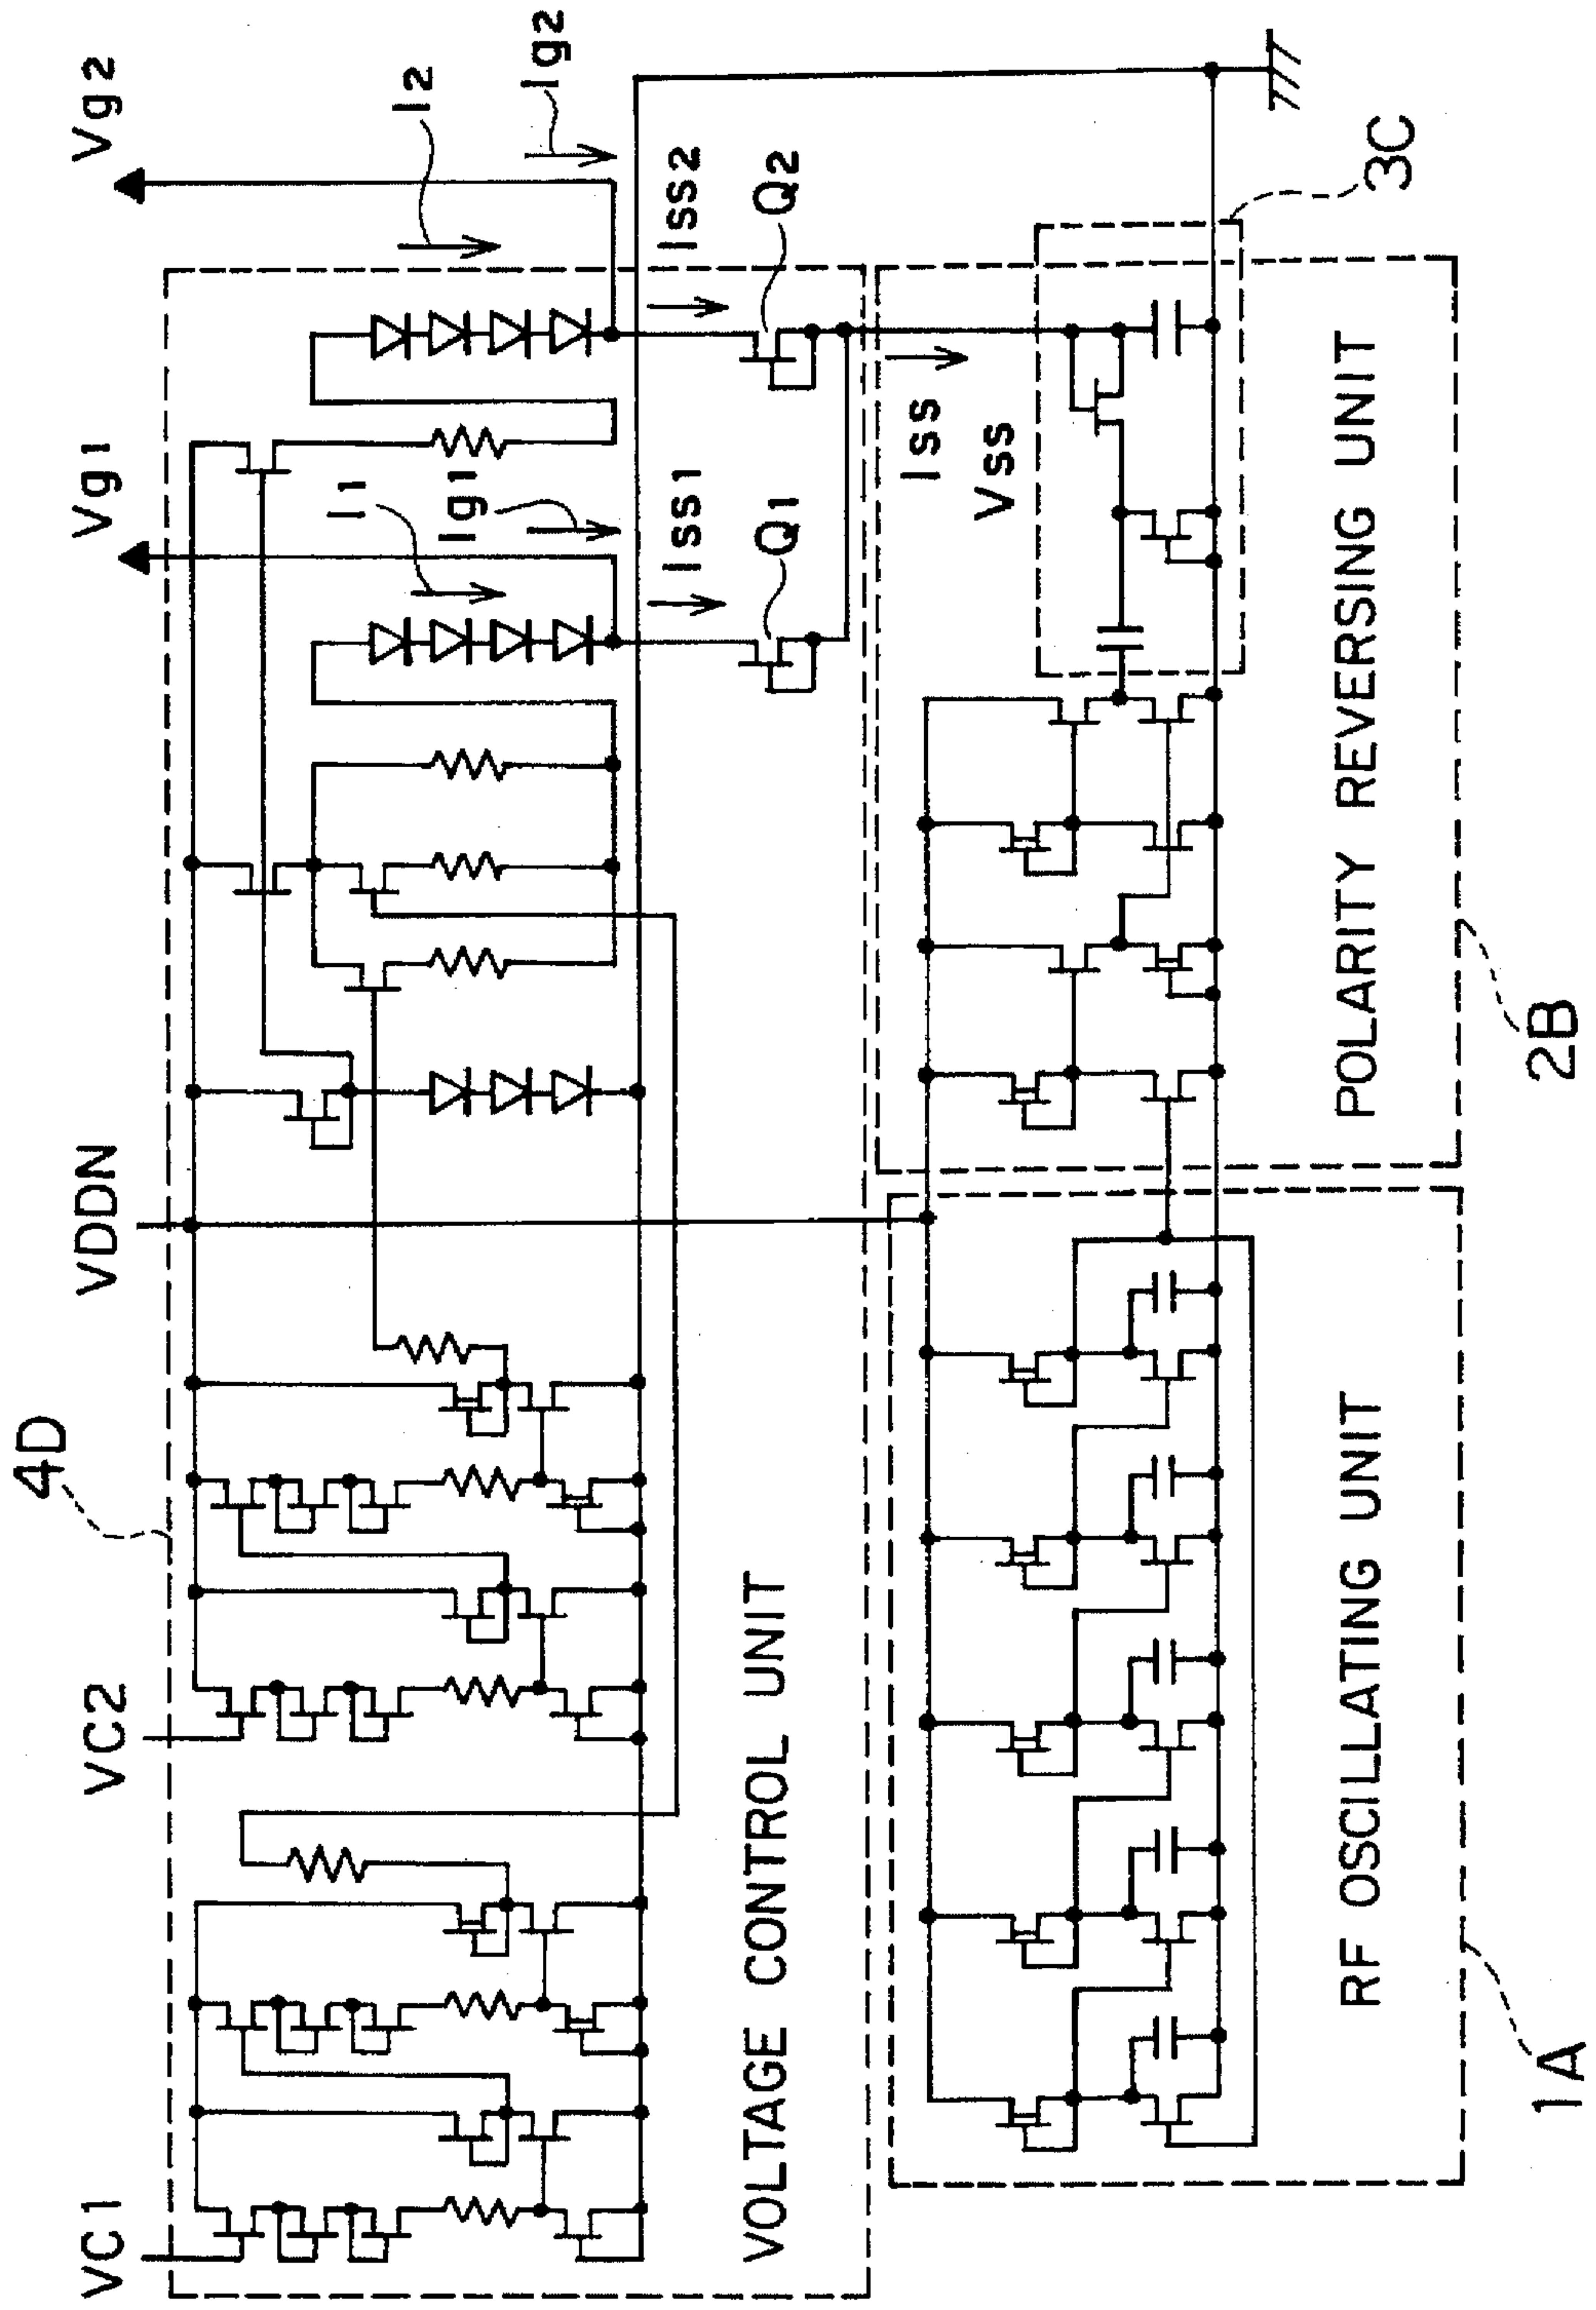 VC1
VC2
VDDN
Vg1
Vg2
4D
I1
Ig1
I2
Ig2
Iss1
Iss2
Q1
Q2
VOLTAGE CONTROL UNIT
Iss
Vss
3C
RF OSCILLATING UNIT
POLARITY REVERSING UNIT
1A
2B